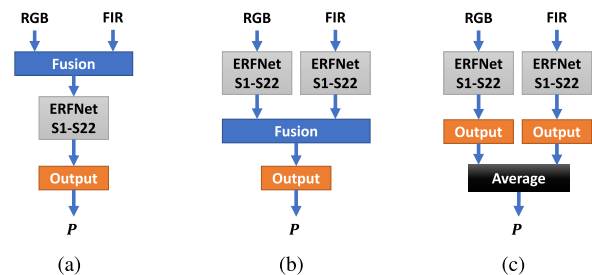 RGB FIR
Fusion
ERFNet
S1-S22
Output
P
(a)
RGB FIR
ERFNet ERFNet
S1-S22 S1-S22
Fusion
Output
P
(b)
RGB FIR
ERFNet ERFNet
S1-S22 S1-S22
Output Output
Average
P
(c)